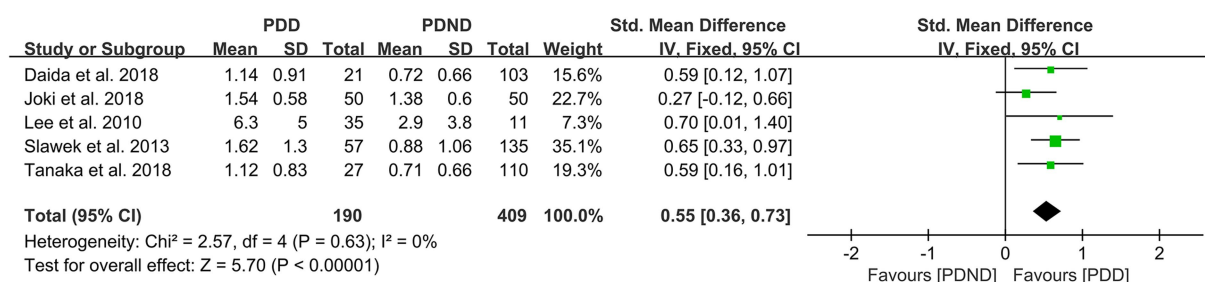 PDD PDND Std. Mean Difference Std. Mean Difference
Study or Subgroup Mean SD Total Mean SD Total Weight IV, Fixed, 95% CI IV, Fixed, 95% CI
Daida et al. 2018 1.14 0.91 21 0.72 0.66 103 15.6% 0.59 [0.12, 1.07]
Joki et al. 2018 1.54 0.58 50 1.38 0.6 50 22.7% 0.27 [-0.12, 0.66]
Lee et al. 2010 6.3 5 35 2.9 3.8 11 7.3% 0.70 [0.01, 1.40]
Slawek et al. 2013 1.62 1.3 57 0.88 1.06 135 35.1% 0.65 [0.33, 0.97]
Tanaka et al. 2018 1.12 0.83 27 0.71 0.66 110 19.3% 0.59 [0.16, 1.01]
Total (95% CI) 190 409 100.0% 0.55 [0.36, 0.73]
Heterogeneity: Chi² = 2.57, df = 4 (P = 0.63); I² = 0%
Test for overall effect: Z = 5.70 (P < 0.00001)
-2 -1 0 1 2
Favours [PDND] Favours [PDD]